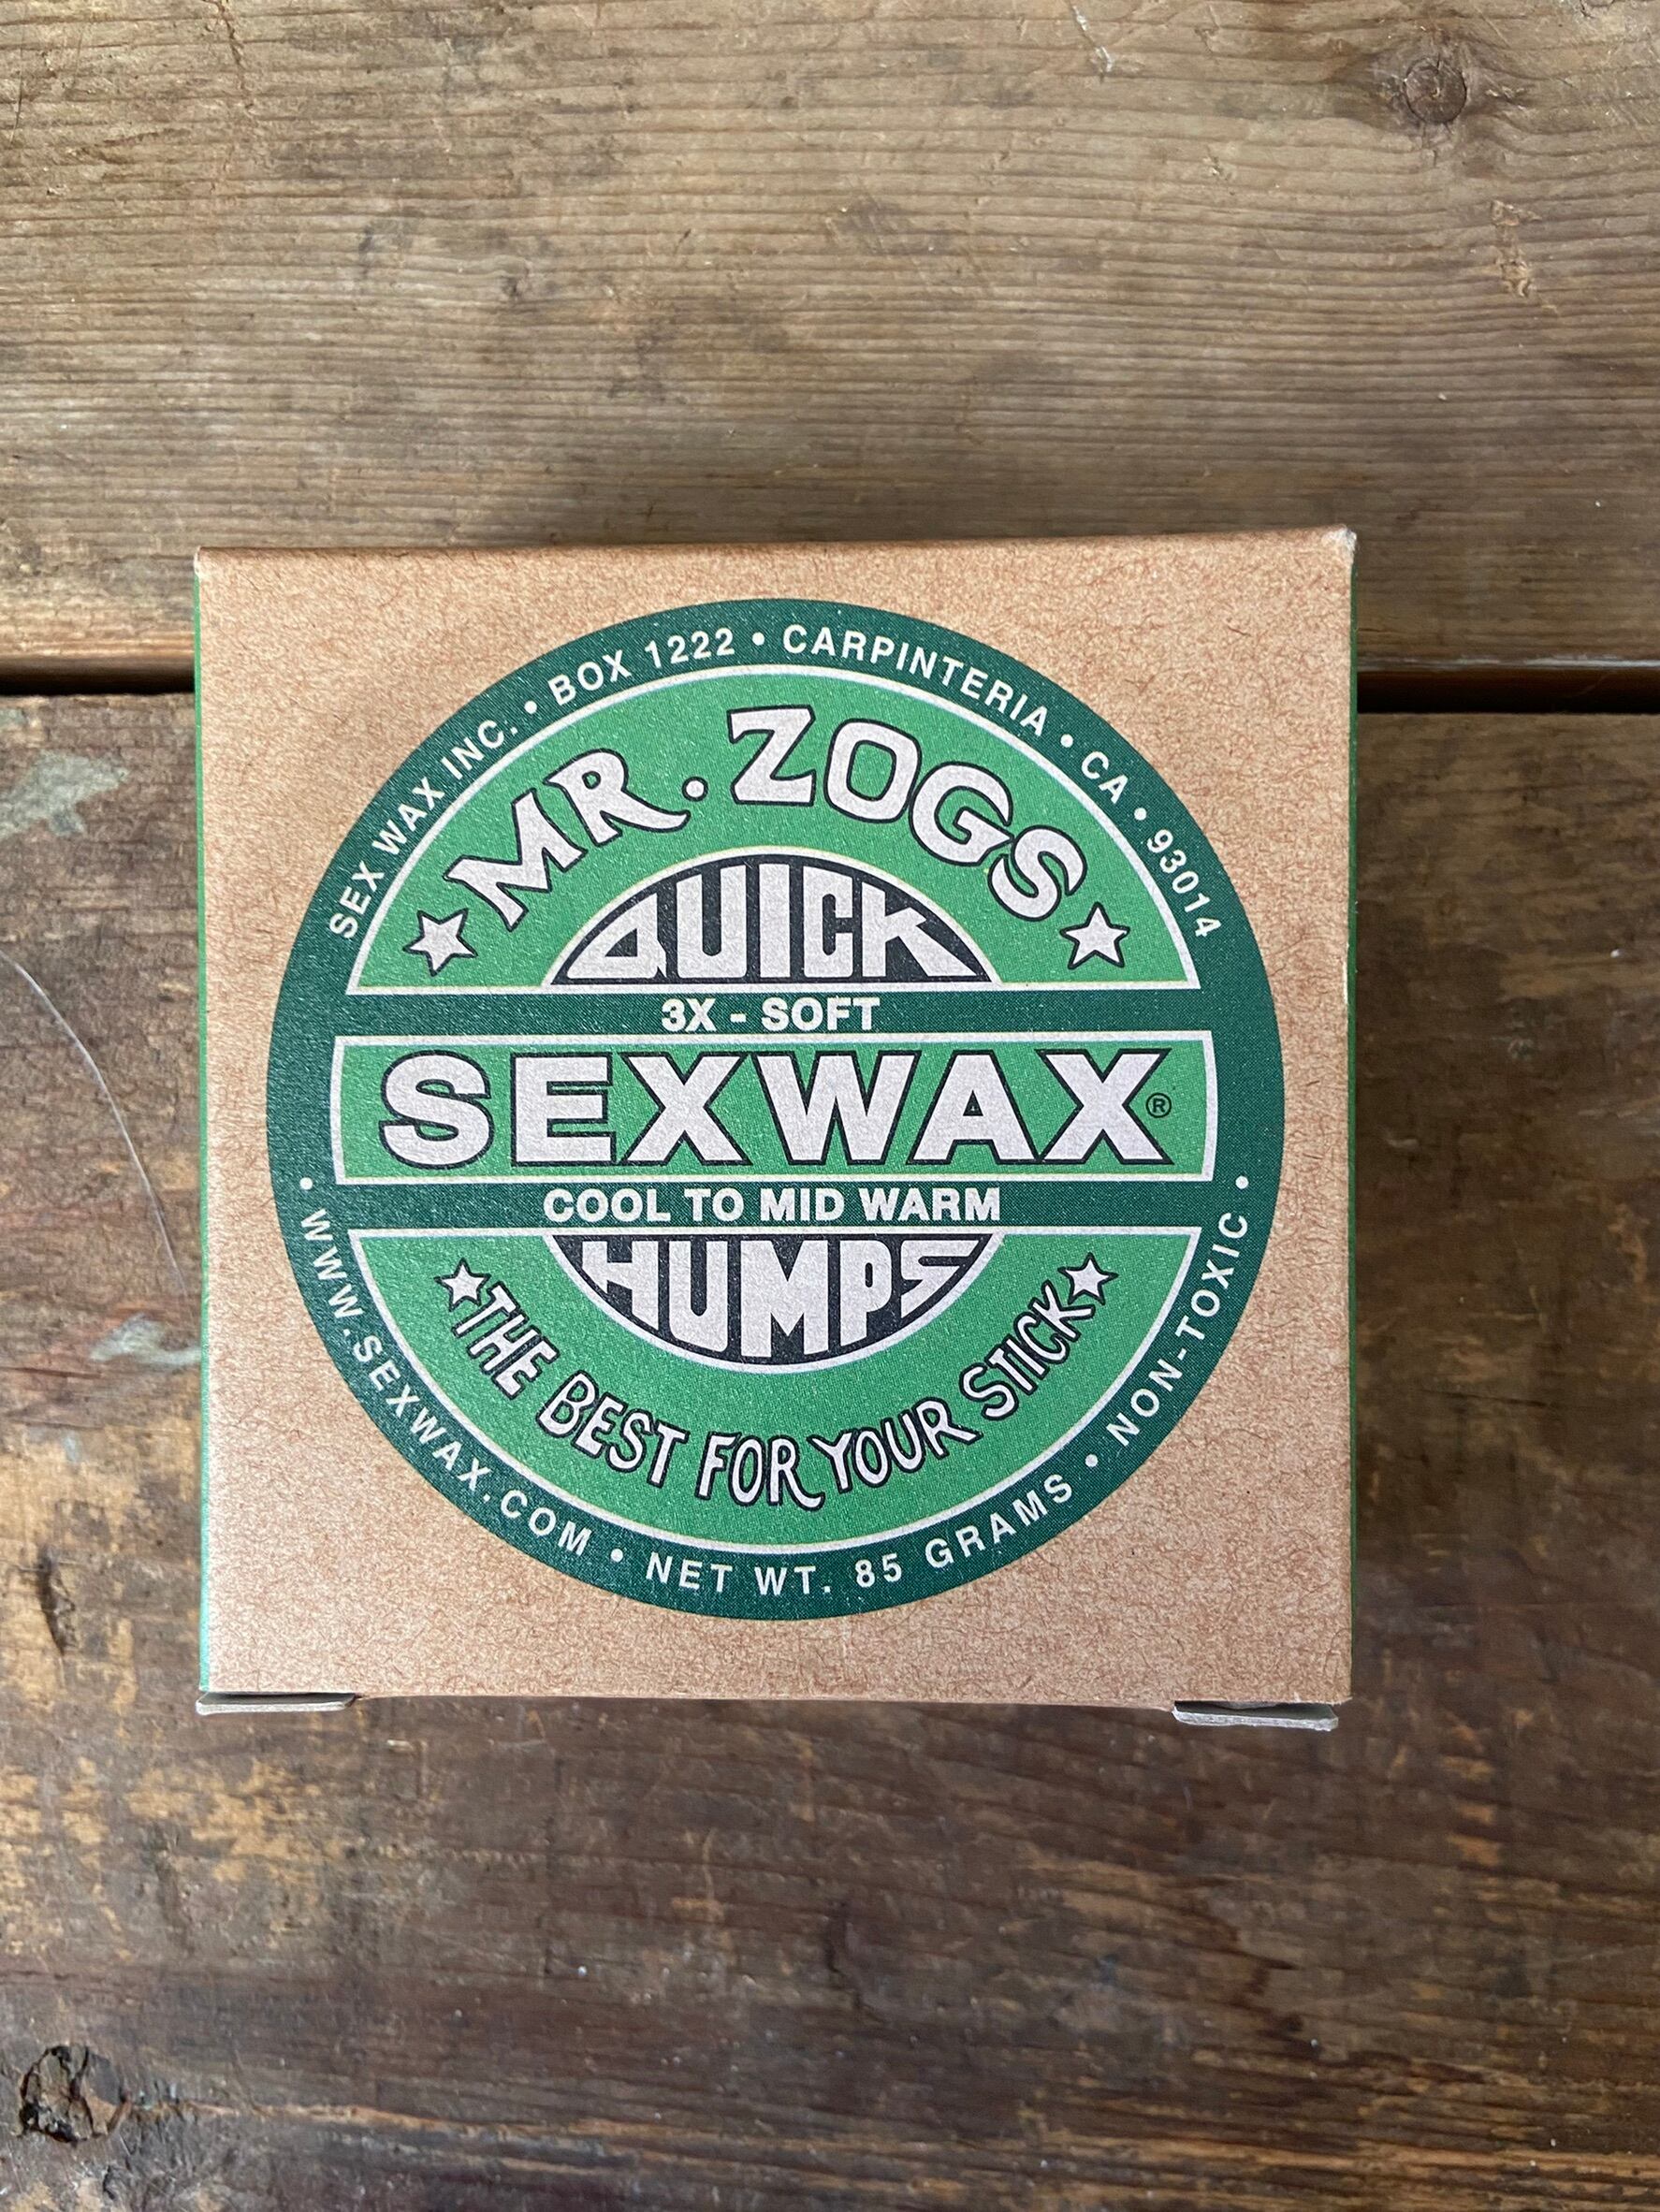 SEX WAX INC. • BOX 1222 • CARPINTERIA • CA • 93014
MR. ZOGS
QUICK
3X - SOFT
SEXWAX®
COOL TO MID WARM
HUMPS
THE BEST FOR YOUR STICK
• WWW.SEXWAX.COM • NET WT. 85 GRAMS • NON-TOXIC •